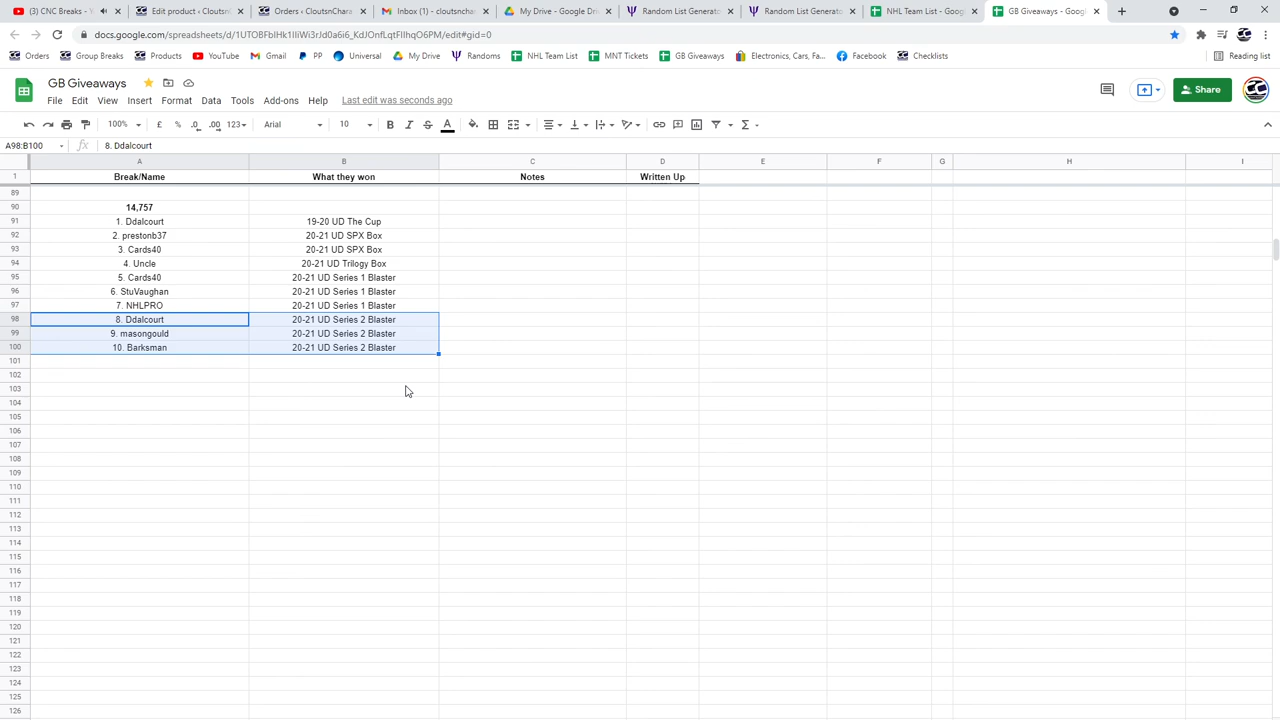 (3) CNC Breaks - Y
Edit product ‹ CloutsnC
Orders ‹ CloutsnChara
Inbox (1) - cloutsnch
My Drive - Google Dri
Random List Generato
Random List Generato
NHL Team List - Goog
GB Giveaways - Googl
docs.google.com/spreadsheets/d/
/edit#gid=0
Orders
Group Breaks
Products
YouTube
Gmail
PP
Universal
My Drive
Randoms
NHL Team List
MNT Tickets
GB Giveaways
Electronics, Cars, Fa...
Facebook
Checklists
Reading list
GB Giveaways
File Edit View Insert Format Data Tools Add-ons Help Last edit was seconds ago
Share
100% £ % .0 .00 123 Arial 10 B I S A Σ
A98:B100 fx 8. Ddalcourt
A B C D E F G H I
1 Break/Name What they won Notes Written Up
89
90 14,757
91 1. Ddalcourt 19-20 UD The Cup
92 2. prestonb37 20-21 UD SPX Box
93 3. Cards40 20-21 UD SPX Box
94 4. Uncle 20-21 UD Trilogy Box
95 5. Cards40 20-21 UD Series 1 Blaster
96 6. StuVaughan 20-21 UD Series 1 Blaster
97 7. NHLPRO 20-21 UD Series 1 Blaster
98 8. Ddalcourt 20-21 UD Series 2 Blaster
99 9. masongould 20-21 UD Series 2 Blaster
100 10. Barksman 20-21 UD Series 2 Blaster
101
102
103
104
105
106
107
108
109
110
111
112
113
114
115
116
117
118
119
120
121
122
123
124
125
126